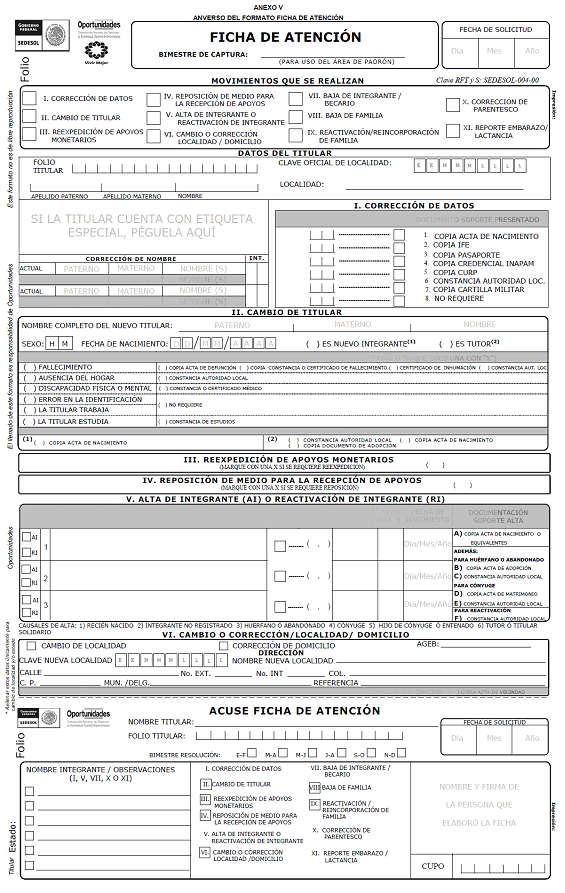 ANEXO V
ANVERSO DEL FORMATO FICHA DE ATENCIÓN
GOBIERNO FEDERAL
SEDESOL
Oportunidades
Vivir Mejor
Folio
FICHA DE ATENCIÓN
BIMESTRE DE CAPTURA:
(PARA USO DEL ÁREA DE PADRÓN)
FECHA DE SOLICITUD
Día Mes Año
MOVIMIENTOS QUE SE REALIZAN
Clave RFT y S: SEDESOL-004-00
I. CORRECCIÓN DE DATOS
II. CAMBIO DE TITULAR
III. REEXPEDICIÓN DE APOYOS MONETARIOS
IV. REPOSICIÓN DE MEDIO PARA LA RECEPCIÓN DE APOYOS
V. ALTA DE INTEGRANTE O REACTIVACIÓN DE INTEGRANTE
VI. CAMBIO O CORRECCIÓN LOCALIDAD / DOMICILIO
VII. BAJA DE INTEGRANTE / BECARIO
VIII. BAJA DE FAMILIA
IX. REACTIVACIÓN/REINCORPORACIÓN DE FAMILIA
X. CORRECCIÓN DE PARENTESCO
XI. REPORTE EMBARAZO/ LACTANCIA
Impresión:
Este formato no es de libre reproducción
DATOS DEL TITULAR
FOLIO TITULAR
CLAVE OFICIAL DE LOCALIDAD: E E M M M L L L L
APELLIDO PATERNO APELLIDO MATERNO NOMBRE
LOCALIDAD:
SI LA TITULAR CUENTA CON ETIQUETA ESPECIAL, PÉGUELA AQUÍ
I. CORRECCIÓN DE DATOS
DOCUMENTO SOPORTE PRESENTADO
1. COPIA ACTA DE NACIMIENTO
2. COPIA IFE
3. COPIA PASAPORTE
4. COPIA CREDENCIAL INAPAM
5. COPIA CURP
6. CONSTANCIA AUTORIDAD LOC.
7. COPIA CARTILLA MILITAR
8. NO REQUIERE
CORRECCIÓN DE NOMBRE INT.
ACTUAL PATERNO MATERNO NOMBRE (S)
NOMBRE (S)
ACTUAL PATERNO MATERNO NOMBRE (S)
NOMBRE (S)
El llenado de este formato es responsabilidad de Oportunidades
II. CAMBIO DE TITULAR
NOMBRE COMPLETO DEL NUEVO TITULAR: PATERNO MATERNO NOMBRE
SEXO: H M FECHA DE NACIMIENTO: D D / M M / A A A A ( ) ES NUEVO INTEGRANTE(1) ( ) ES TUTOR(2)
( ) FALLECIMIENTO ( ) COPIA ACTA DE DEFUNCIÓN ( ) COPIA CONSTANCIA O CERTIFICADO DE FALLECIMIENTO ( ) CERTIFICADO DE INHUMACIÓN ( ) CONSTANCIA AUT. LOC
( ) AUSENCIA DEL HOGAR ( ) CONSTANCIA AUTORIDAD LOCAL
( ) DISCAPACIDAD FÍSICA O MENTAL ( ) CONSTANCIA O CERTIFICADO MÉDICO
( ) ERROR EN LA IDENTIFICACIÓN
( ) NO REQUIERE
( ) LA TITULAR TRABAJA
( ) LA TITULAR ESTUDIA ( ) CONSTANCIA DE ESTUDIOS
(1) ( ) COPIA ACTA DE NACIMIENTO
(2) ( ) CONSTANCIA AUTORIDAD LOCAL ( ) COPIA ACTA DE NACIMIENTO
( ) COPIA DOCUMENTO DE ADOPCIÓN
III. REEXPEDICIÓN DE APOYOS MONETARIOS
(MARQUE CON UNA X SI SE REQUIERE REEXPEDICIÓN) ( )
IV. REPOSICIÓN DE MEDIO PARA LA RECEPCIÓN DE APOYOS
(MARQUE CON UNA X SI SE REQUIERE REPOSICIÓN) ( )
V. ALTA DE INTEGRANTE (AI) O REACTIVACIÓN DE INTEGRANTE (RI)
FECHA DE NACIMIENTO
DOCUMENTACIÓN SOPORTE ALTA
AI RI 1 ( , ) Día/Mes/Año
AI RI 2 ( , ) Día/Mes/Año
AI RI 3 ( , ) Día/Mes/Año
A) COPIA ACTA DE NACIMIENTO O EQUIVALENTES
ADEMÁS:
PARA HUÉRFANO O ABANDONADO
B) COPIA ACTA DE ADOPCIÓN
C) CONSTANCIA AUTORIDAD LOCAL
PARA CÓNYUGE
D) COPIA ACTA DE MATRIMONIO
E) CONSTANCIA AUTORIDAD LOCAL
PARA REACTIVACIÓN
F) CONSTANCIA AUTORIDAD LOCAL
Oportunidades
CAUSALES DE ALTA: 1) RECIÉN NACIDO 2) INTEGRANTE NO REGISTRADO 3) HUERFANO O ABANDONADO 4) CÓNYUGE 5) HIJO DE CÓNYUGE Ó ENTENADO 6) TUTOR Ó TITULAR SOLIDARIO
VI. CAMBIO O CORRECCIÓN/LOCALIDAD/ DOMICILIO
CAMBIO DE LOCALIDAD CORRECCIÓN DE DOMICILIO AGEB:
DIRECCIÓN
CLAVE NUEVA LOCALIDAD E E M M M L L L L NOMBRE NUEVA LOCALIDAD
CALLE No. EXT. No. INT COL.
C. P. MUN. /DELG. REFERENCIA
COPIA ACTA DE VECINDAD
GOBIERNO FEDERAL
SEDESOL
Oportunidades
Folio
ACUSE FICHA DE ATENCIÓN
NOMBRE TITULAR:
FOLIO TITULAR:
FECHA DE SOLICITUD
Día Mes Año
BIMESTRE RESOLUCIÓN: E-F M-A M-J J-A S-O N-D
NOMBRE INTEGRANTE / OBSERVACIONES
(I, V, VII, X O XI)
I. CORRECCIÓN DE DATOS
II. CAMBIO DE TITULAR
III. REEXPEDICIÓN DE APOYOS MONETARIOS
IV. REPOSICIÓN DE MEDIO PARA LA RECEPCIÓN DE APOYOS
V. ALTA DE INTEGRANTE O REACTIVACIÓN DE INTEGRANTE
VI. CAMBIO O CORRECCIÓN LOCALIDAD /DOMICILIO
VII. BAJA DE INTEGRANTE / BECARIO
VIII BAJA DE FAMILIA
IX. REACTIVACIÓN / REINCORPORACIÓN DE FAMILIA
X. CORRECCIÓN DE PARENTESCO
XI. REPORTE EMBARAZO / LACTANCIA
NOMBRE Y FIRMA DE LA PERSONA QUE ELABORÓ LA FICHA
CUPO
Titular Estado:
Impresión: